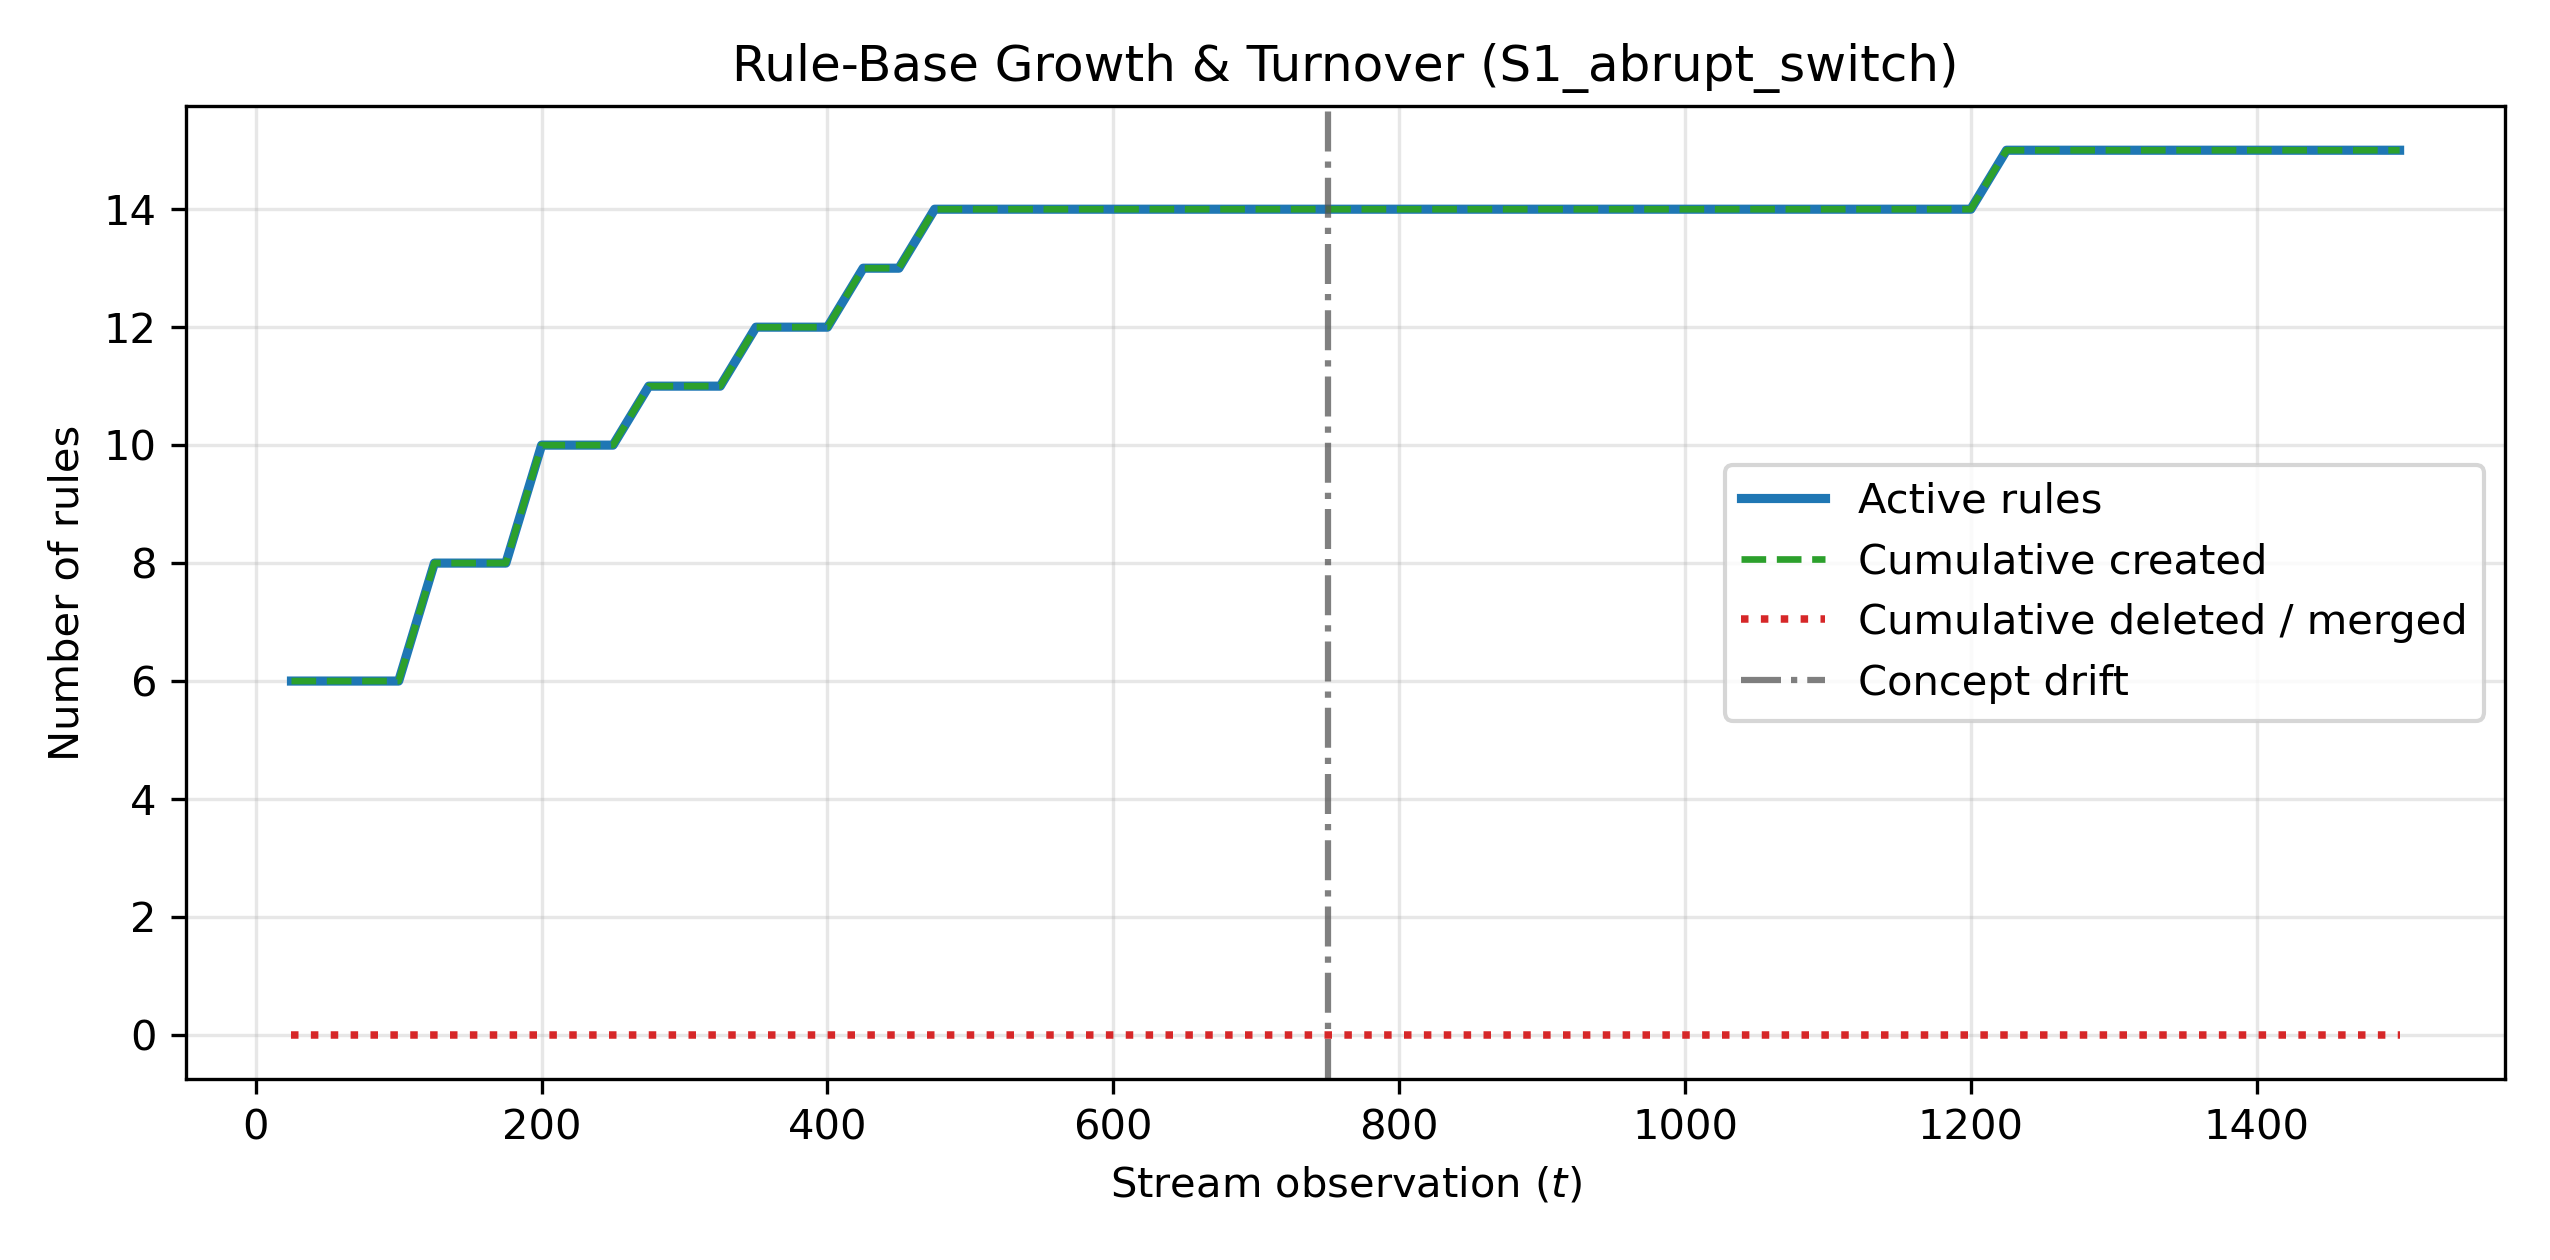 Rule-Base Growth & Turnover (S1_abrupt_switch)
Number of rules
14
12
10
8
6
4
2
0
Active rules
Cumulative created
Cumulative deleted / merged
Concept drift
0 200 400 600 800 1000 1200 1400
Stream observation (t)